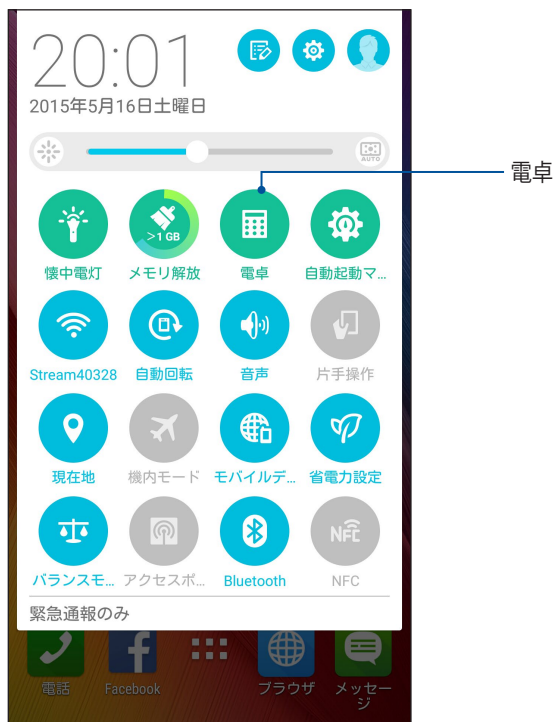 20:01
2015年5月16日土曜日
AUTO
電卓
>1 GB
懐中電灯 メモリ解放 電卓 自動起動マ...
Stream40328 自動回転 音声 片手操作
現在地 機内モード モバイルデ... 省電力設定
NFC
バランスモ... アクセスポ... Bluetooth NFC
緊急通報のみ
電話 Facebook ブラウザ メッセー
ジ